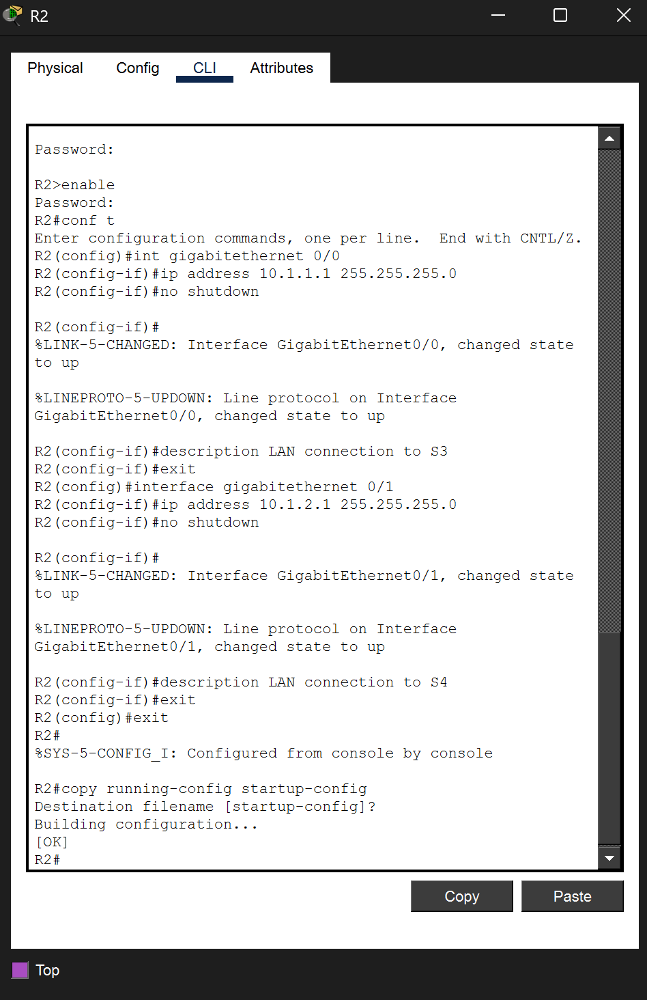 R2
Physical Config CLI Attributes
Password:
R2>enable
Password:
R2#conf t
Enter configuration commands, one per line.  End with CNTL/Z.
R2(config)#int gigabitethernet 0/0
R2(config-if)#ip address 10.1.1.1 255.255.255.0
R2(config-if)#no shutdown
R2(config-if)#
%LINK-5-CHANGED: Interface GigabitEthernet0/0, changed state
to up
%LINEPROTO-5-UPDOWN: Line protocol on Interface
GigabitEthernet0/0, changed state to up
R2(config-if)#description LAN connection to S3
R2(config-if)#exit
R2(config)#interface gigabitethernet 0/1
R2(config-if)#ip address 10.1.2.1 255.255.255.0
R2(config-if)#no shutdown
R2(config-if)#
%LINK-5-CHANGED: Interface GigabitEthernet0/1, changed state
to up
%LINEPROTO-5-UPDOWN: Line protocol on Interface
GigabitEthernet0/1, changed state to up
R2(config-if)#description LAN connection to S4
R2(config-if)#exit
R2(config)#exit
R2#
%SYS-5-CONFIG_I: Configured from console by console
R2#copy running-config startup-config
Destination filename [startup-config]?
Building configuration...
[OK]
R2#
Copy Paste
Top